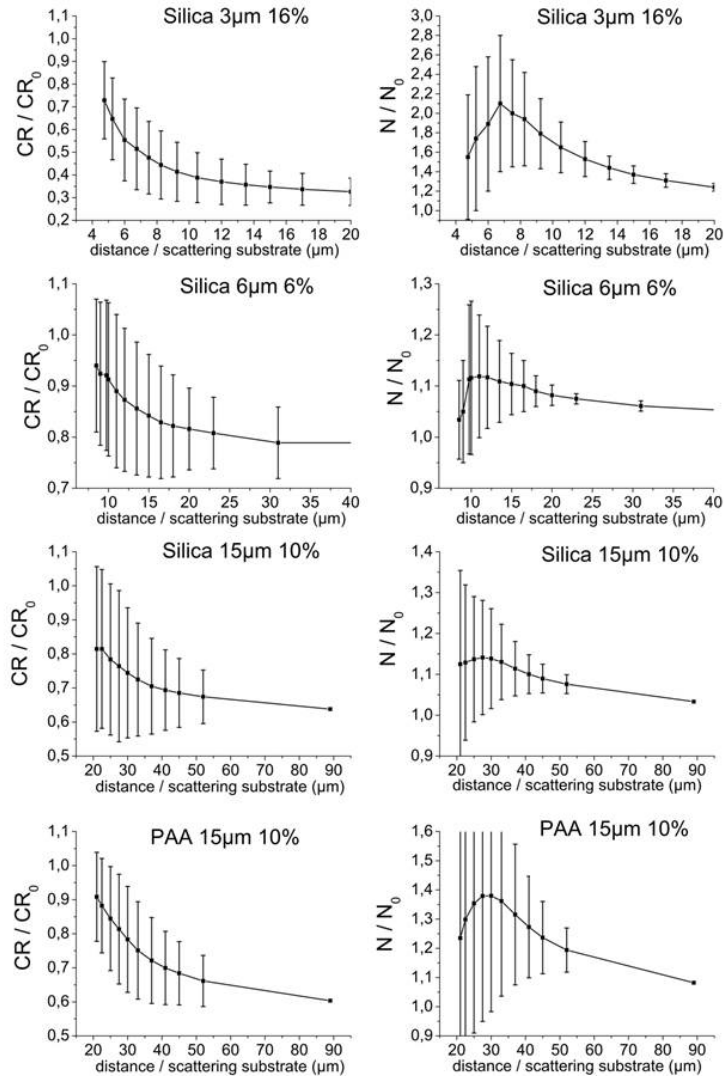 Silica 3µm 16%
CR / CR0
0,9
0,8
0,7
0,6
0,5
0,4
0,3
0,2
4 6 8 10 12 14 16 18 20
distance / scattering substrate (µm)
Silica 3µm 16%
N / N0
3,0
2,8
2,6
2,4
2,2
2,0
1,8
1,6
1,4
1,2
1,0
4 6 8 10 12 14 16 18 20
distance / scattering substrate (µm)
Silica 6µm 6%
CR / CR0
1,1
1,0
0,9
0,8
0,7
10 15 20 25 30 35 40
distance / scattering substrate (µm)
Silica 6µm 6%
N / N0
1,3
1,2
1,1
1,0
0,9
10 15 20 25 30 35 40
distance / scattering substrate (µm)
Silica 15µm 10%
CR / CR0
1,1
1,0
0,9
0,8
0,7
0,6
0,5
20 30 40 50 60 70 80 90
distance / scattering substrate (µm)
Silica 15µm 10%
N / N0
1,4
1,3
1,2
1,1
1,0
0,9
20 30 40 50 60 70 80 90
distance / scattering substrate (µm)
PAA 15µm 10%
CR / CR0
1,1
1,0
0,9
0,8
0,7
0,6
0,5
20 30 40 50 60 70 80 90
distance / scattering substrate (µm)
PAA 15µm 10%
N / N0
1,6
1,5
1,4
1,3
1,2
1,1
1,0
0,9
20 30 40 50 60 70 80 90
distance / scattering substrate (µm)